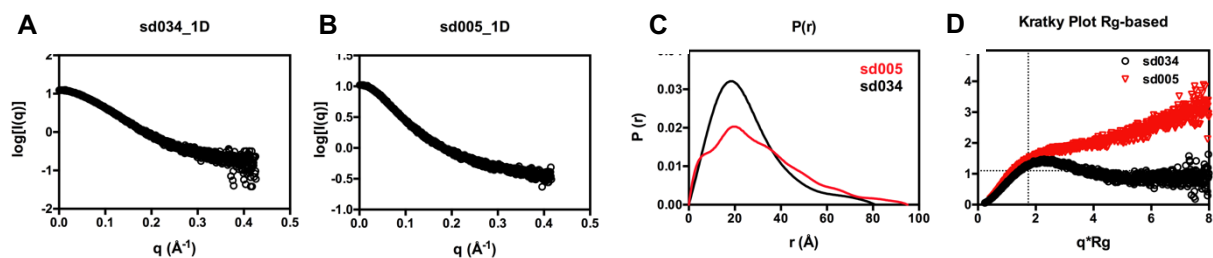 A
sd034_1D
log[I(q)]
2
1
0
-1
-2
0.0 0.1 0.2 0.3 0.4 0.5
q (Å-1)
B
sd005_1D
log[I(q)]
1.5
1.0
0.5
0.0
-0.5
-1.0
0.0 0.1 0.2 0.3 0.4 0.5
q (Å-1)
C
P(r)
sd005
sd034
P (r)
0.03
0.02
0.01
0.00
0 20 40 60 80 100
r (Å)
D
Kratky Plot Rg-based
sd034
sd005
4
3
2
1
0
0 2 4 6 8
q*Rg